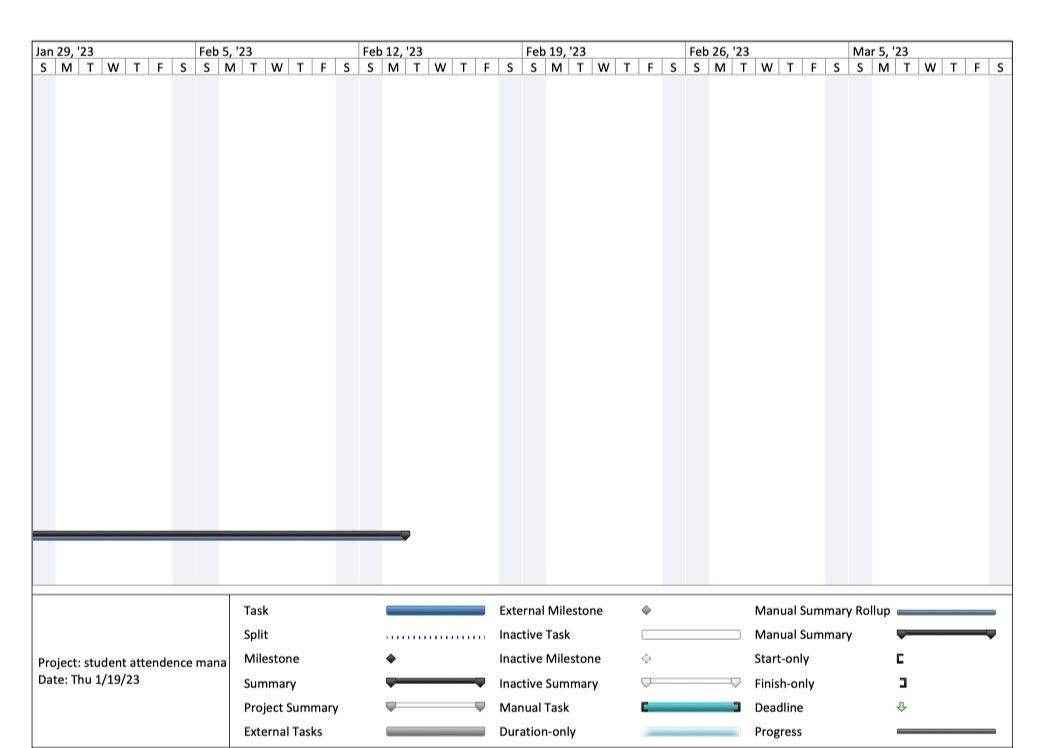 Jan 29, '23 Feb 5, '23 Feb 12, '23 Feb 19, '23 Feb 26, '23 Mar 5, '23
S M T W T F S S M T W T F S S M T W T F S S M T W T F S S M T W T F S S M T W T F S
Task External Milestone Manual Summary Rollup
Split Inactive Task Manual Summary
Milestone Inactive Milestone Start-only
Project: student attendence mana
Date: Thu 1/19/23
Summary Inactive Summary Finish-only
Project Summary Manual Task Deadline
External Tasks Duration-only Progress